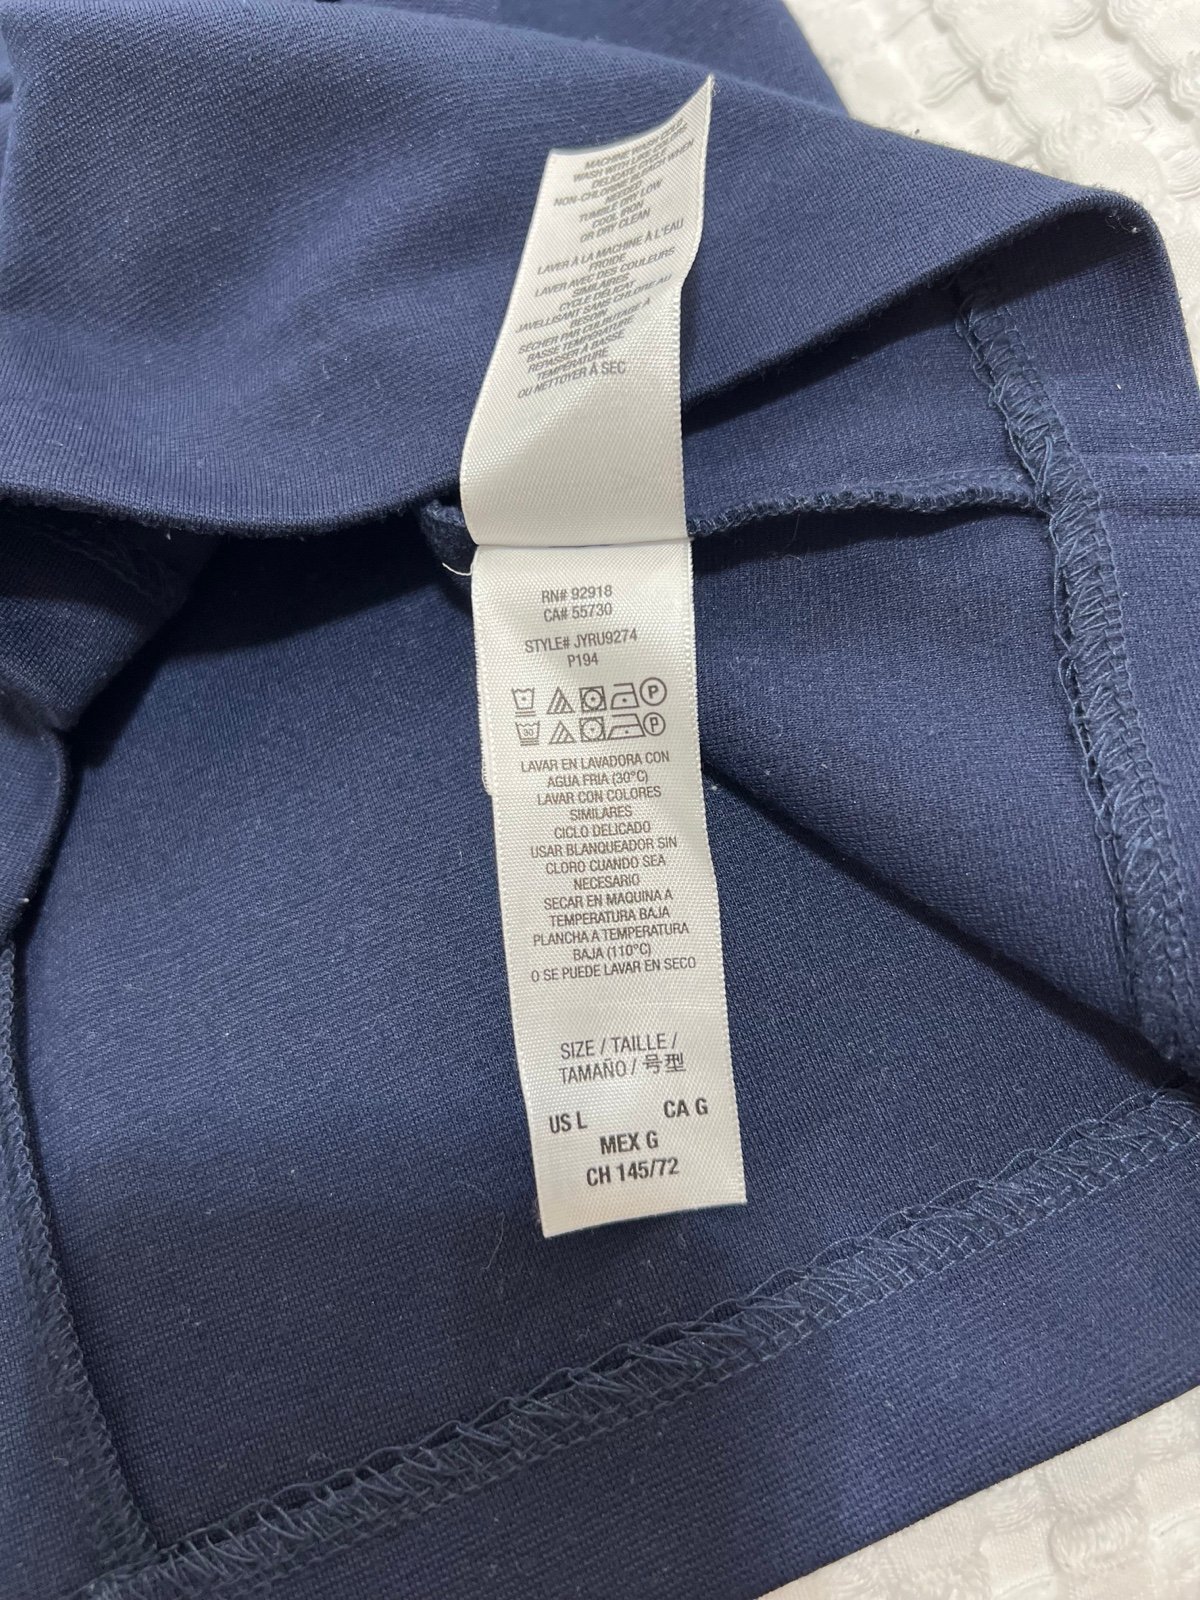 MACHINE WASH COLD
WASH WITH LIKE COLORS
DELICATE CYCLE
NON-CHLORINE BLEACH WHEN
NEEDED
TUMBLE DRY LOW
COOL IRON
OR DRY CLEAN
LAVER À LA MACHINE À L'EAU
FROIDE
LAVER AVEC DES COULEURS
SIMILAIRES
CYCLE DÉLICAT
JAVELLISANT SANS CHLORE AU
BESOIN
SÉCHER PAR CULBUTAGE À
BASSE TEMPÉRATURE
REPASSER À BASSE
TEMPÉRATURE
OU NETTOYER À SEC
RN# 92918
CA# 55730
STYLE# JYRU9274
P194
P
30 P
LAVAR EN LAVADORA CON
AGUA FRIA (30°C)
LAVAR CON COLORES
SIMILARES
CICLO DELICADO
USAR BLANQUEADOR SIN
CLORO CUANDO SEA
NECESARIO
SECAR EN MAQUINA A
TEMPERATURA BAJA
PLANCHA A TEMPERATURA
BAJA (110°C)
O SE PUEDE LAVAR EN SECO
SIZE / TAILLE /
TAMAÑO / 号型
US L CA G
MEX G
CH 145/72